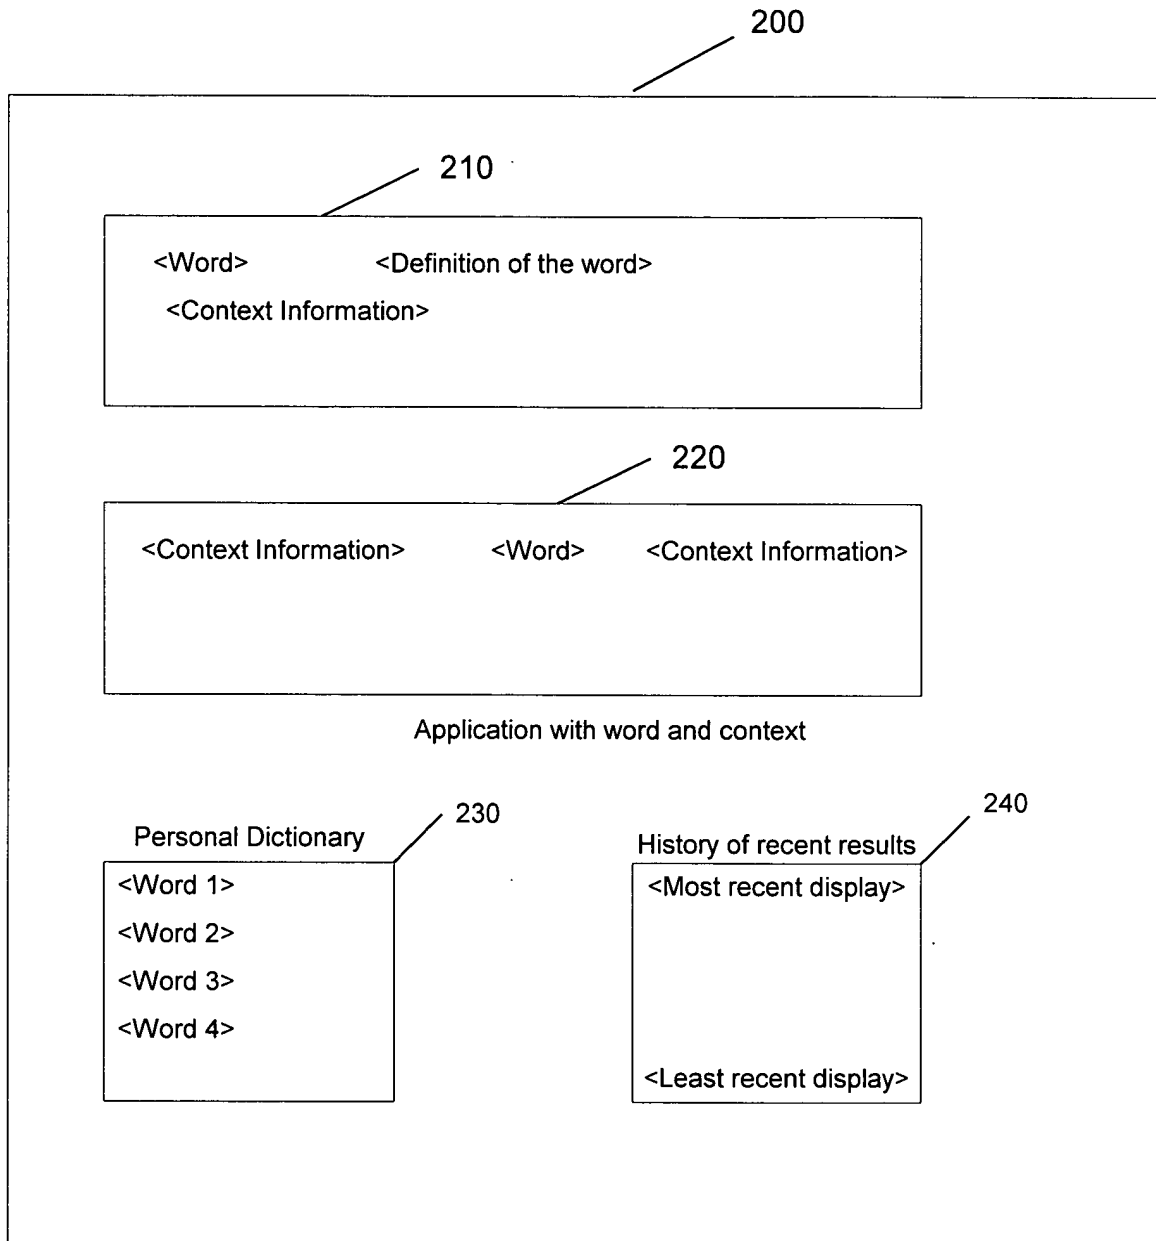 200
210
<Word> <Definition of the word>
<Context Information>
220
<Context Information> <Word> <Context Information>
Application with word and context
230
Personal Dictionary
<Word 1>
<Word 2>
<Word 3>
<Word 4>
240
History of recent results
<Most recent display>
<Least recent display>